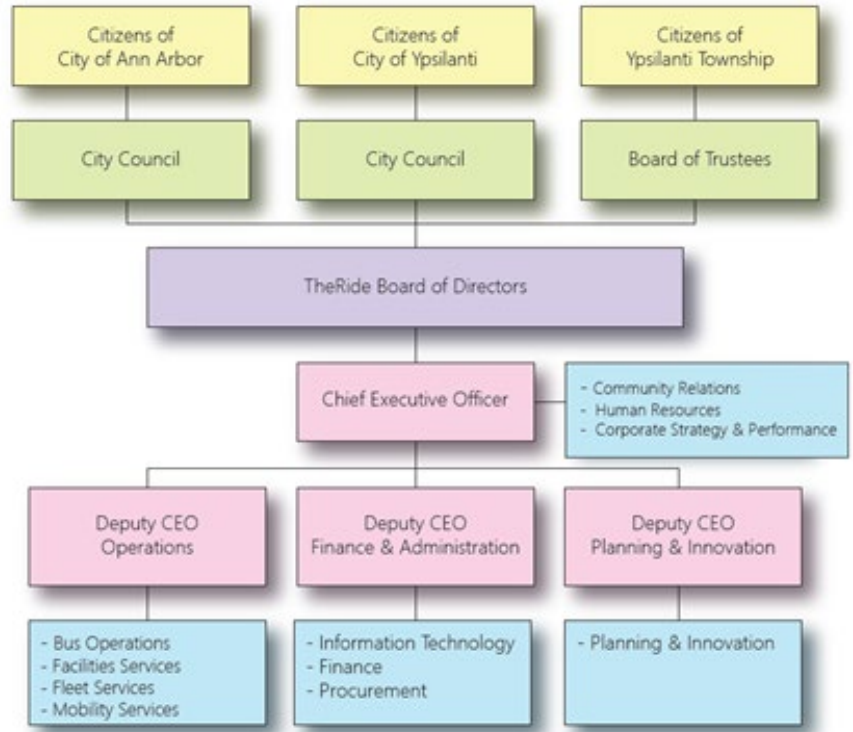 Citizens of
City of Ann Arbor
Citizens of
City of Ypsilanti
Citizens of
Ypsilanti Township
City Council
City Council
Board of Trustees
TheRide Board of Directors
Chief Executive Officer
- Community Relations
- Human Resources
- Corporate Strategy & Performance
Deputy CEO
Operations
Deputy CEO
Finance & Administration
Deputy CEO
Planning & Innovation
- Bus Operations
- Facilities Services
- Fleet Services
- Mobility Services
- Information Technology
- Finance
- Procurement
- Planning & Innovation